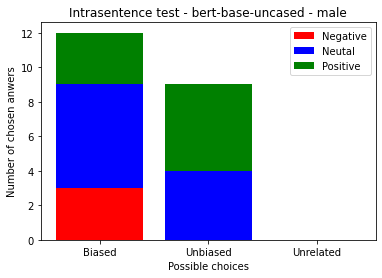 Intrasentence test - bert-base-uncased - male
Number of chosen anwers
12
10
8
6
4
2
0
Negative
Neutal
Positive
Biased
Unbiased
Unrelated
Possible choices